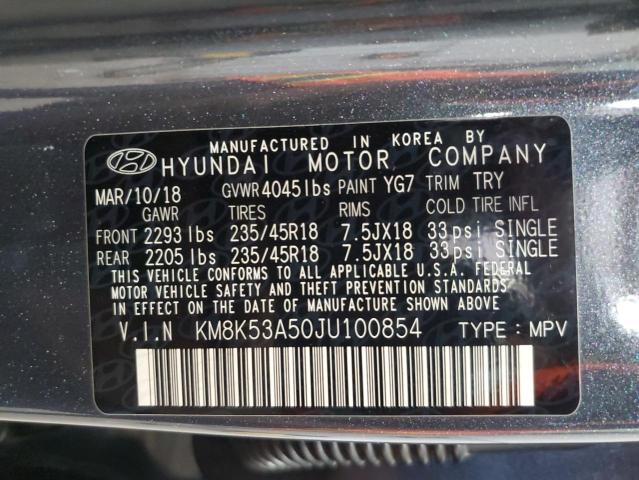 MANUFACTURED IN KOREA BY
HYUNDAI MOTOR COMPANY
MAR/10/18 GVWR 4045lbs PAINT YG7 TRIM TRY
GAWR TIRES RIMS COLD TIRE INFL
FRONT 2293 lbs 235/45R18 7.5JX18 33psi SINGLE
REAR 2205 lbs 235/45R18 7.5JX18 33psi SINGLE
THIS VEHICLE CONFORMS TO ALL APPLICABLE U.S.A. FEDERAL
MOTOR VEHICLE SAFETY AND THEFT PREVENTION STANDARDS
IN EFFECT ON THE DATE OF MANUFACTURE SHOWN ABOVE.
V.I.N KM8K53A50JU100854 TYPE : MPV